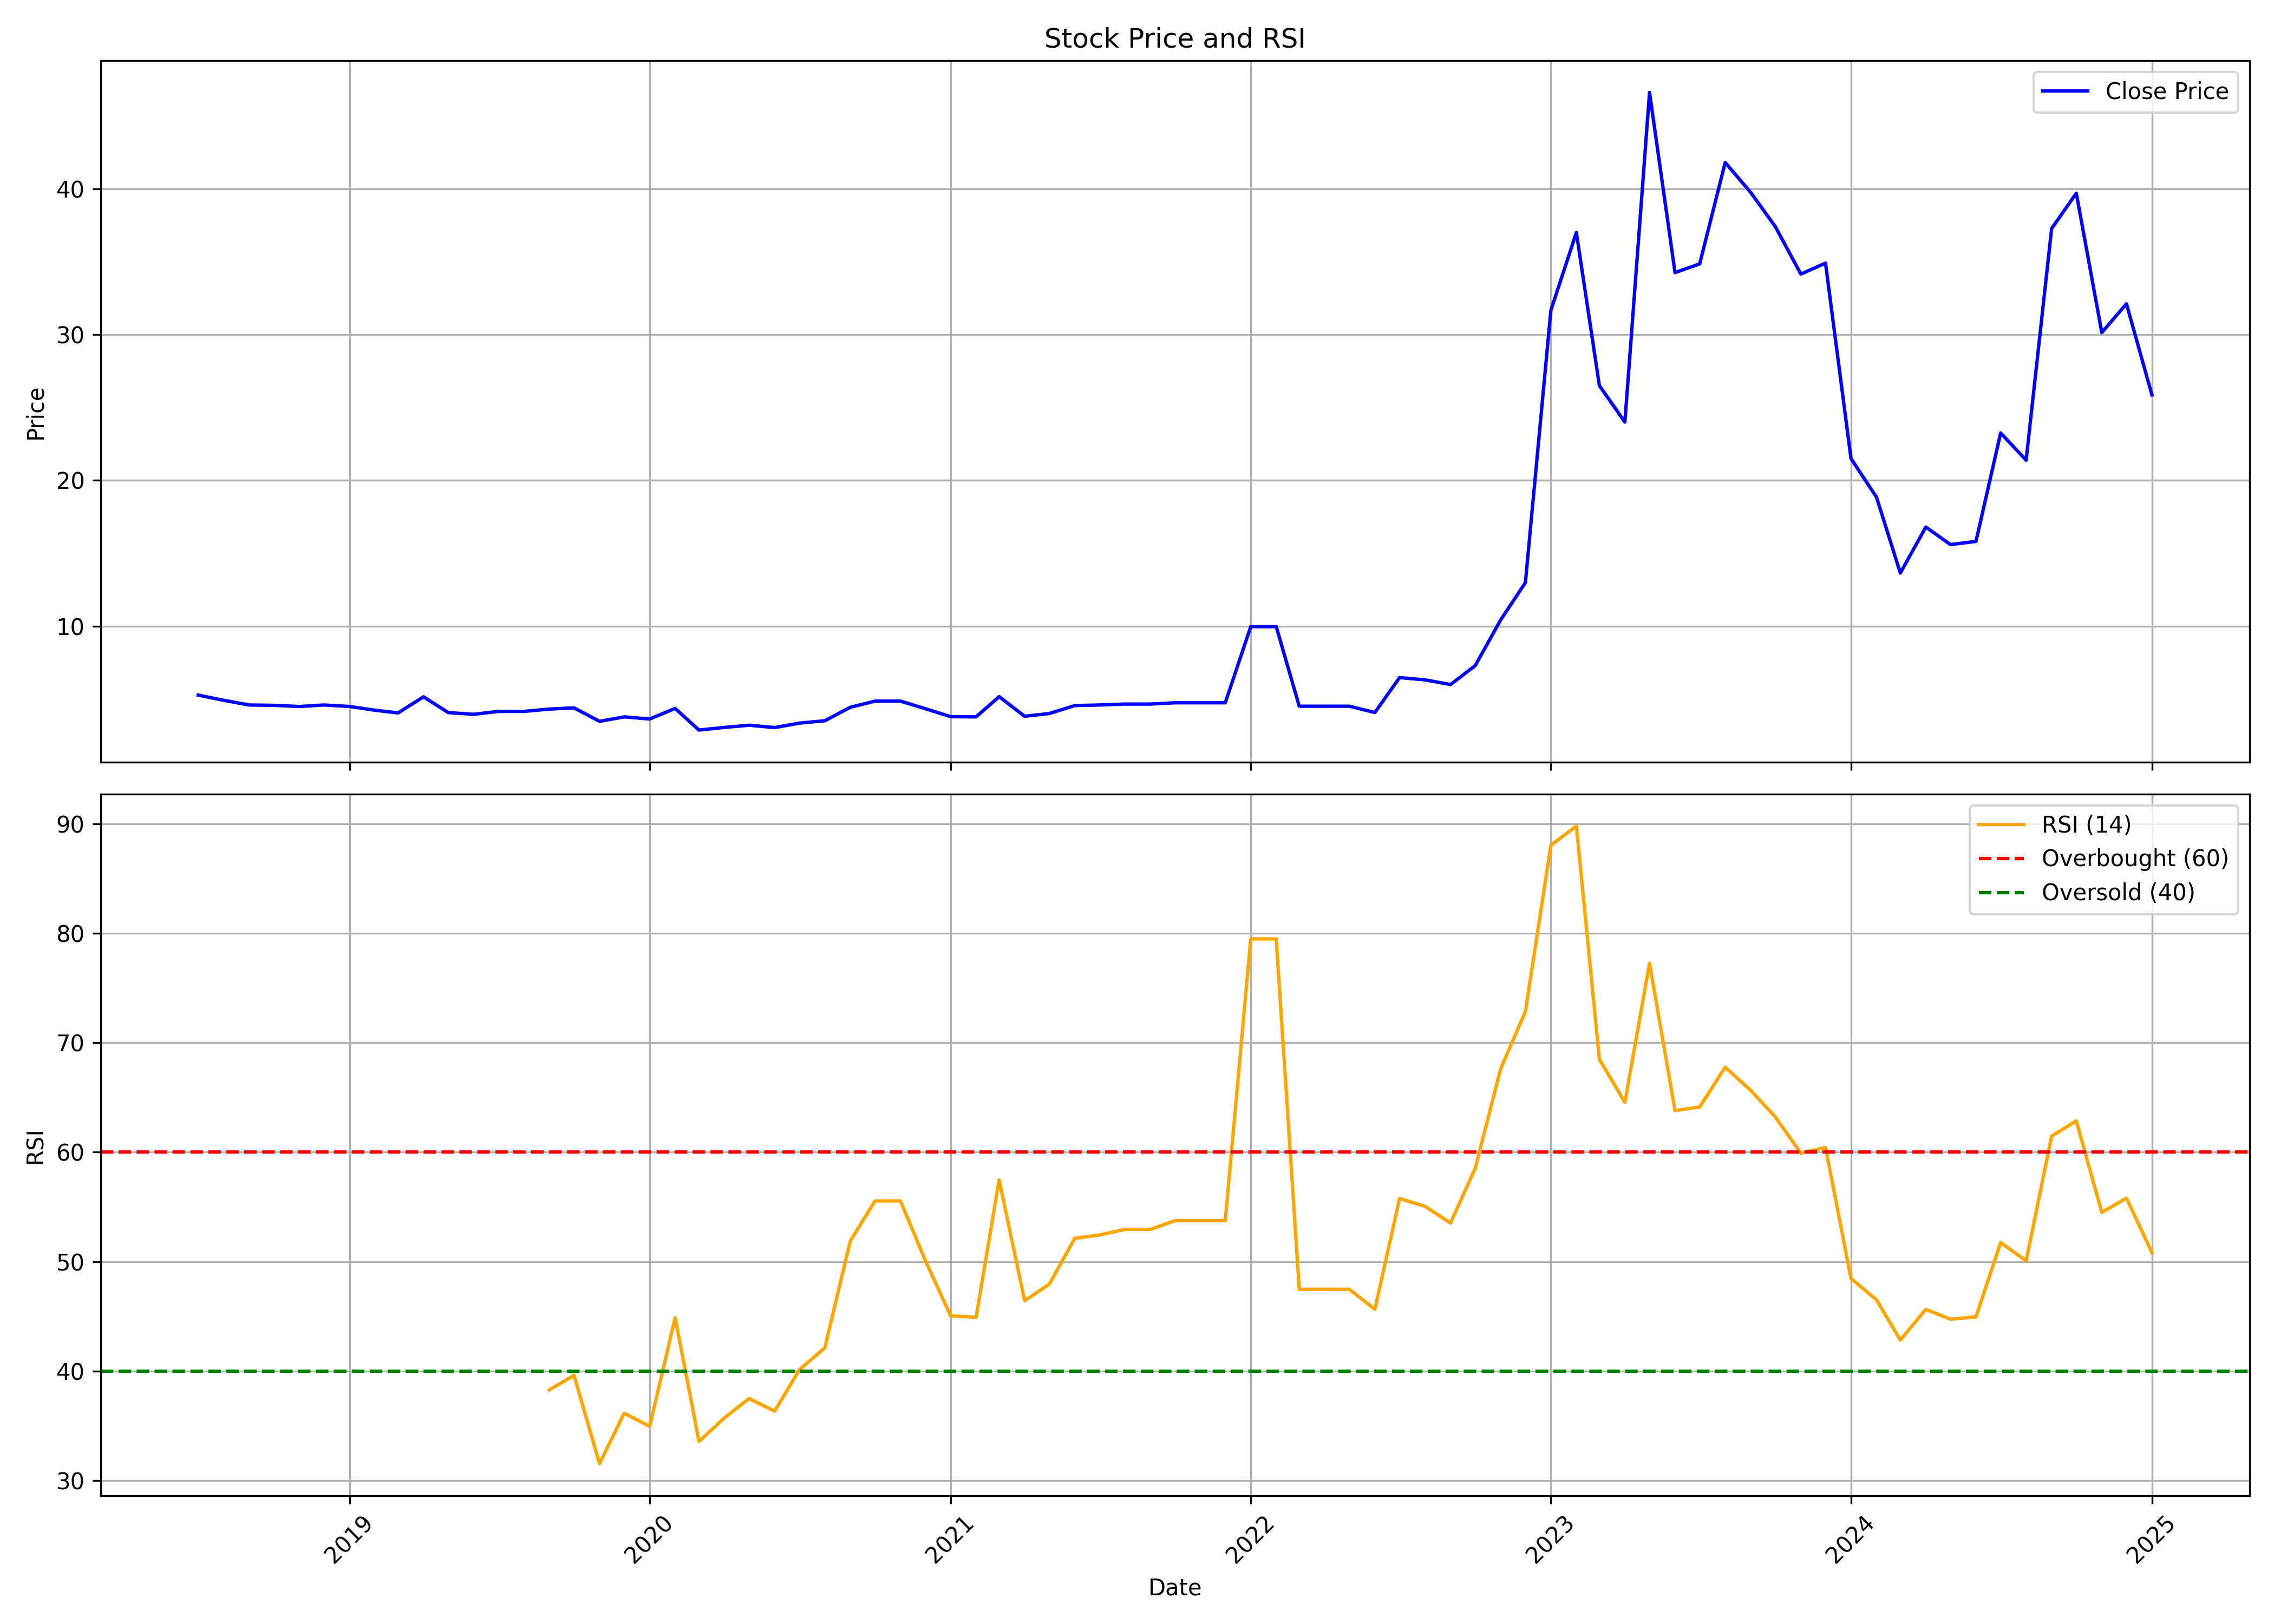 Stock Price and RSI
Close Price
40
30
20
10
Price
RSI (14)
Overbought (60)
Oversold (40)
90
80
70
60
50
40
30
RSI
2019
2020
2021
2022
2023
2024
2025
Date